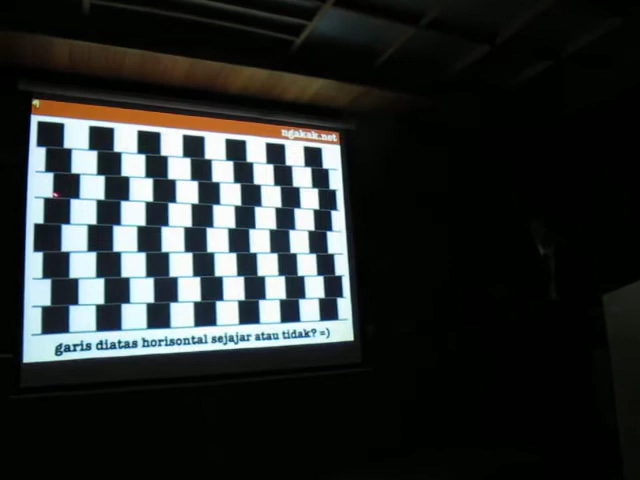 ngakak.net
garis diatas horisontal sejajar atau tidak? =)